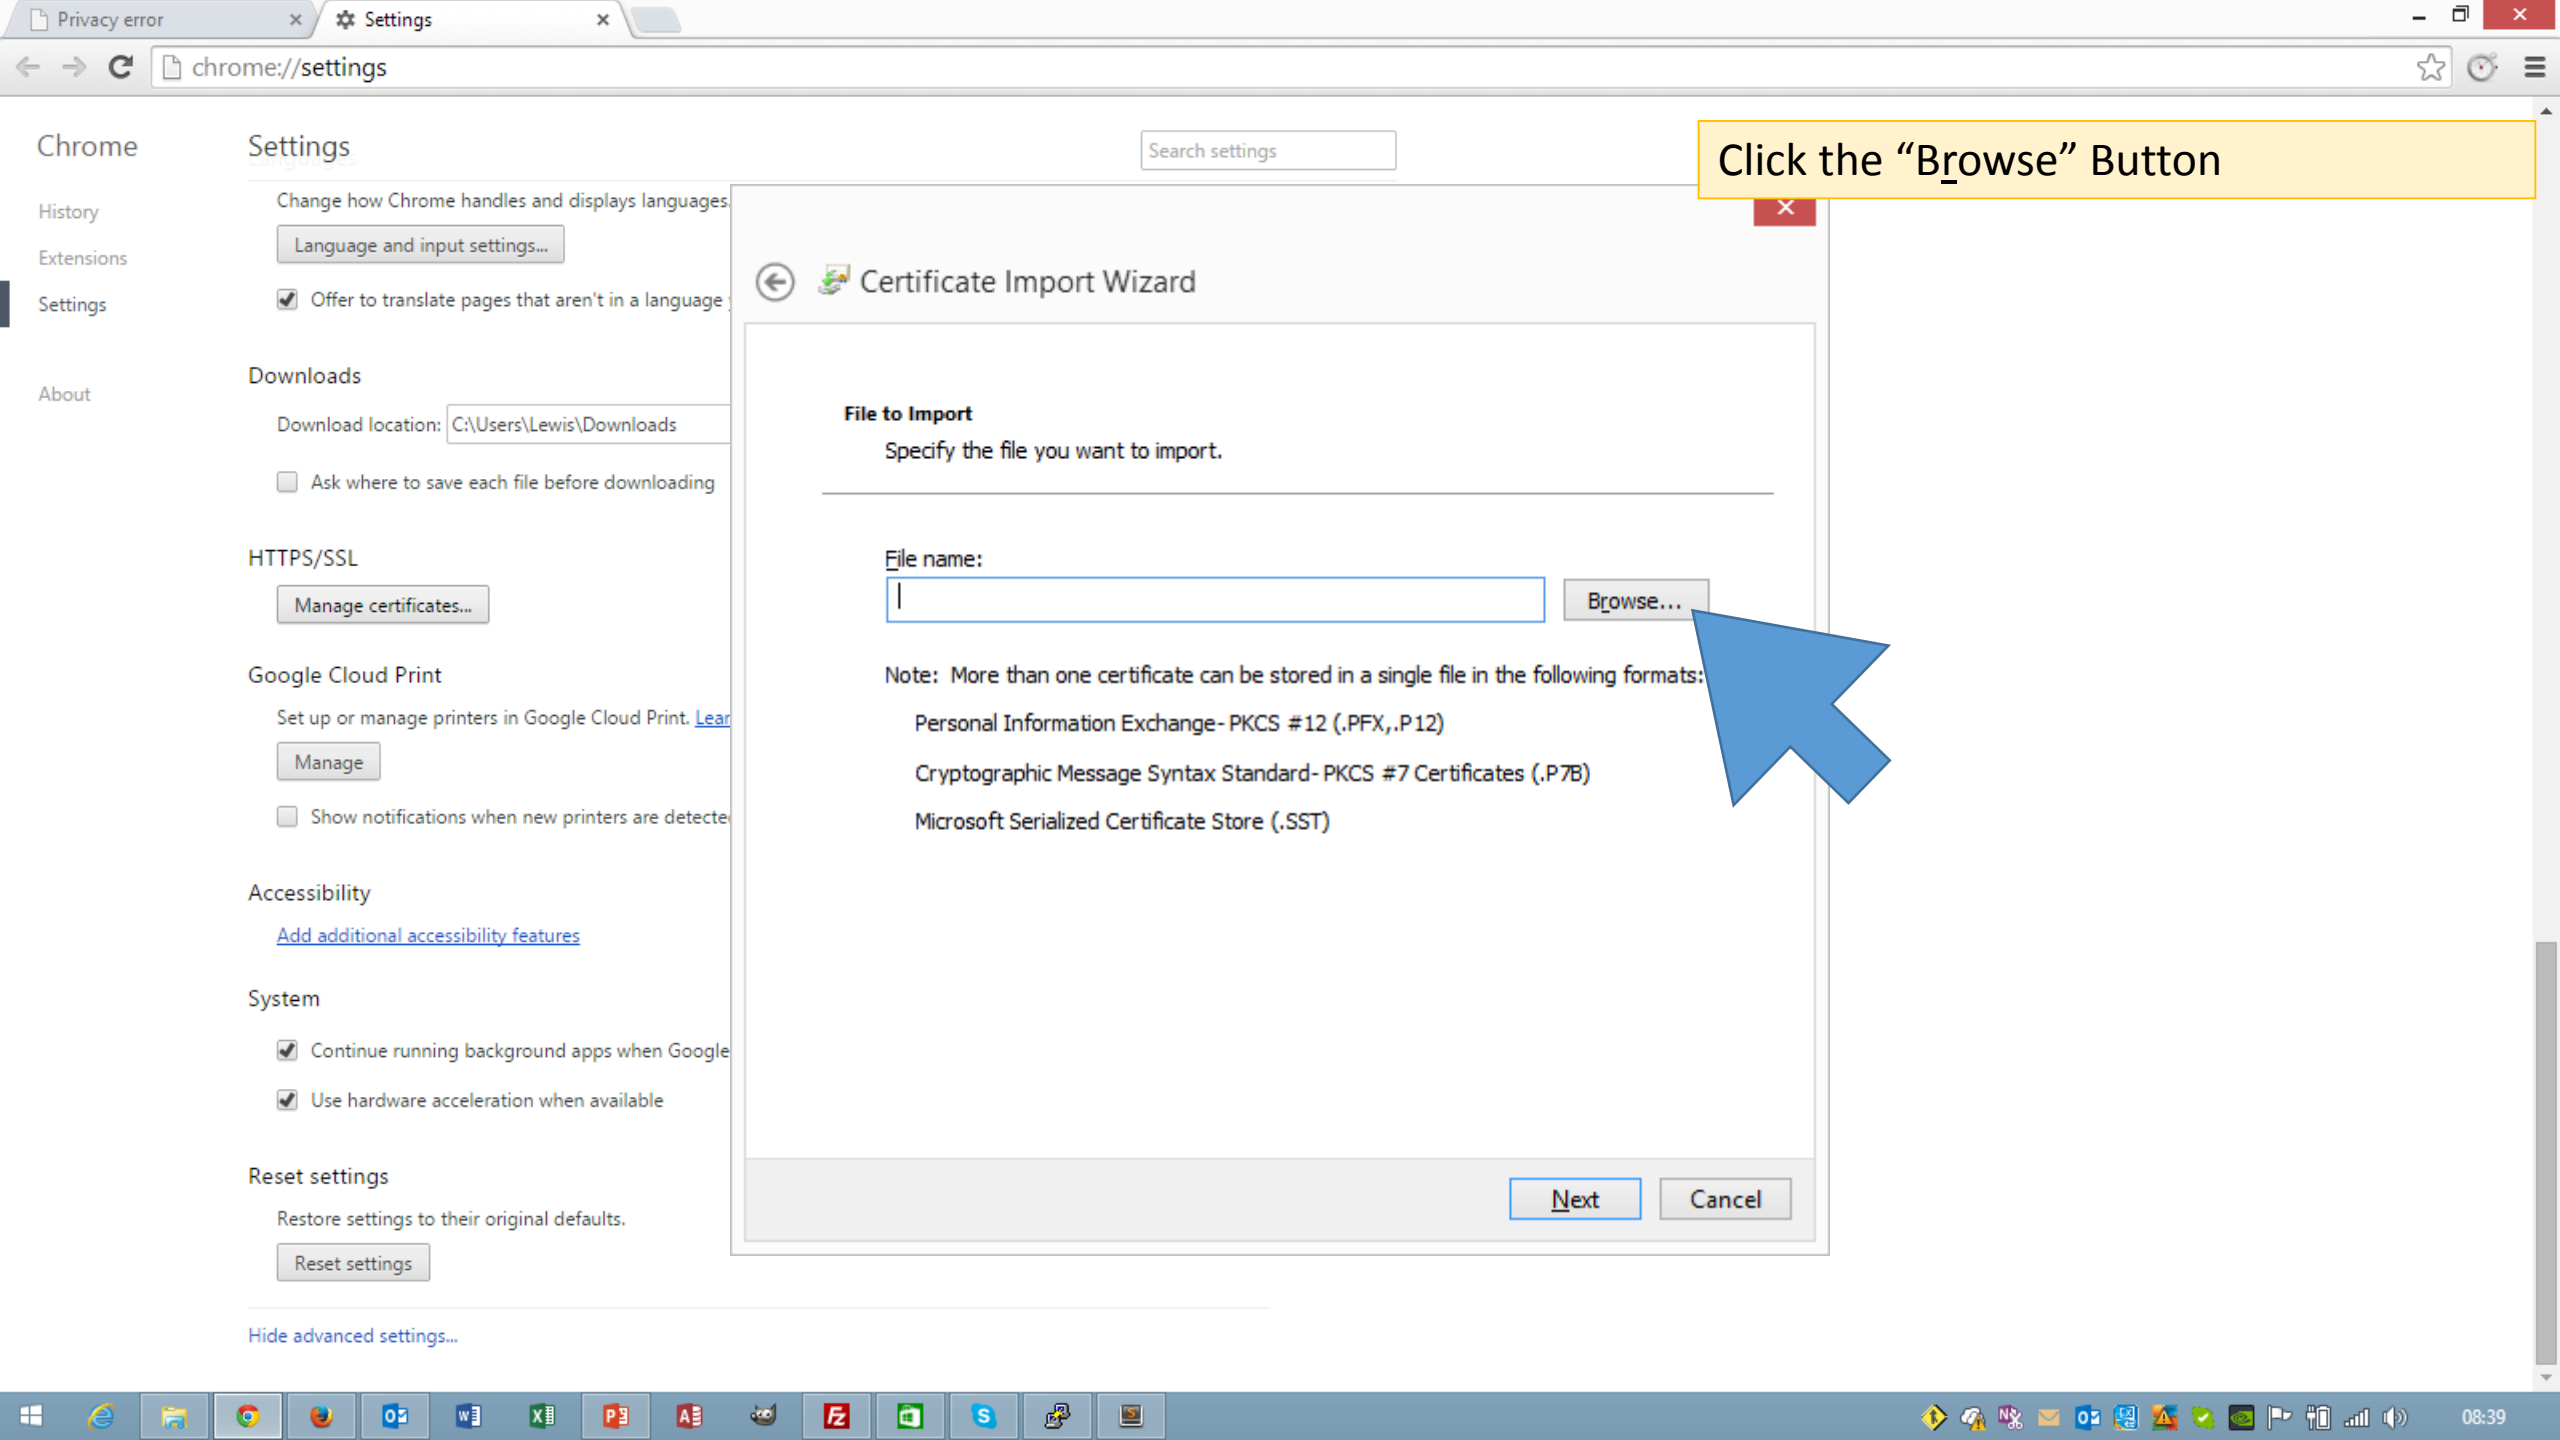 Privacy error
Settings
chrome://settings
Chrome
Settings
Search settings
Click the “Browse” Button
History
Extensions
Settings
About
Change how Chrome handles and displays languages.
Language and input settings...
Offer to translate pages that aren't in a language
Downloads
Download location: C:\Users\Lewis\Downloads
Ask where to save each file before downloading
HTTPS/SSL
Manage certificates...
Google Cloud Print
Set up or manage printers in Google Cloud Print. Lear
Manage
Show notifications when new printers are detecte
Accessibility
Add additional accessibility features
System
Continue running background apps when Google
Use hardware acceleration when available
Reset settings
Restore settings to their original defaults.
Reset settings
Hide advanced settings...
Certificate Import Wizard
File to Import
Specify the file you want to import.
File name:
Browse...
Note: More than one certificate can be stored in a single file in the following formats:
Personal Information Exchange- PKCS #12 (.PFX,.P12)
Cryptographic Message Syntax Standard- PKCS #7 Certificates (.P7B)
Microsoft Serialized Certificate Store (.SST)
Next
Cancel
08:39